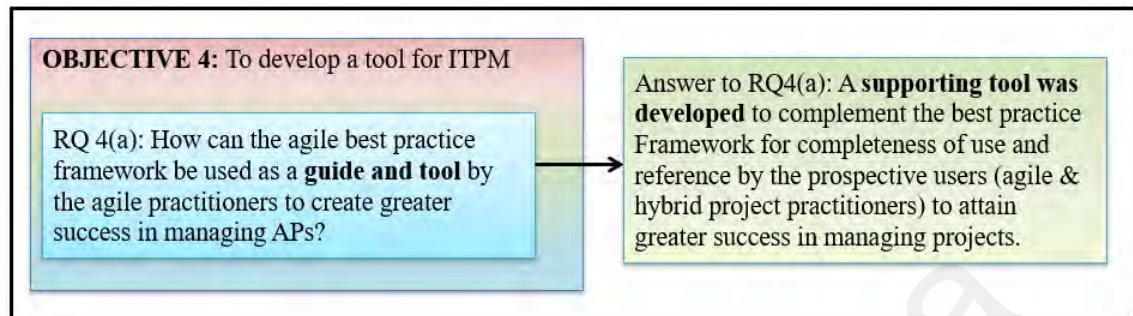 OBJECTIVE 4: To develop a tool for ITPM
RQ 4(a): How can the agile best practice
framework be used as a guide and tool by
the agile practitioners to create greater
success in managing APs?
Answer to RQ4(a): A supporting tool was
developed to complement the best practice
Framework for completeness of use and
reference by the prospective users (agile &
hybrid project practitioners) to attain
greater success in managing projects.